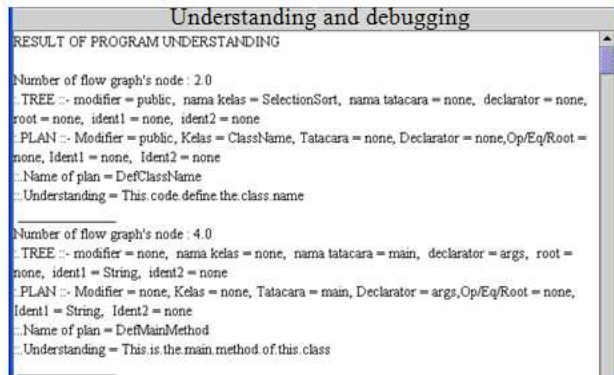 Understanding and debugging
RESULT OF PROGRAM UNDERSTANDING
Number of flow graph's node : 2.0
:.TREE ::- modifier = public, nama kelas = SelectionSort, nama tatacara = none, declarator = none,
root = none, ident1 = none, ident2 = none
:.PLAN ::- Modifier = public, Kelas = ClassName, Tatacara = none, Declarator = none,Op/Eq/Root =
none, Ident1 = none, Ident2 = none
::.Name of plan = DefClassName
::.Understanding = This.code.define.the.class.name
Number of flow graph's node : 4.0
:.TREE ::- modifier = none, nama kelas = none, nama tatacara = main, declarator = args, root =
none, ident1 = String, ident2 = none
:.PLAN ::- Modifier = none, Kelas = none, Tatacara = main, Declarator = args,Op/Eq/Root = none,
Ident1 = String, Ident2 = none
::.Name of plan = DefMainMethod
::.Understanding = This.is.the.main.method.of.this.class